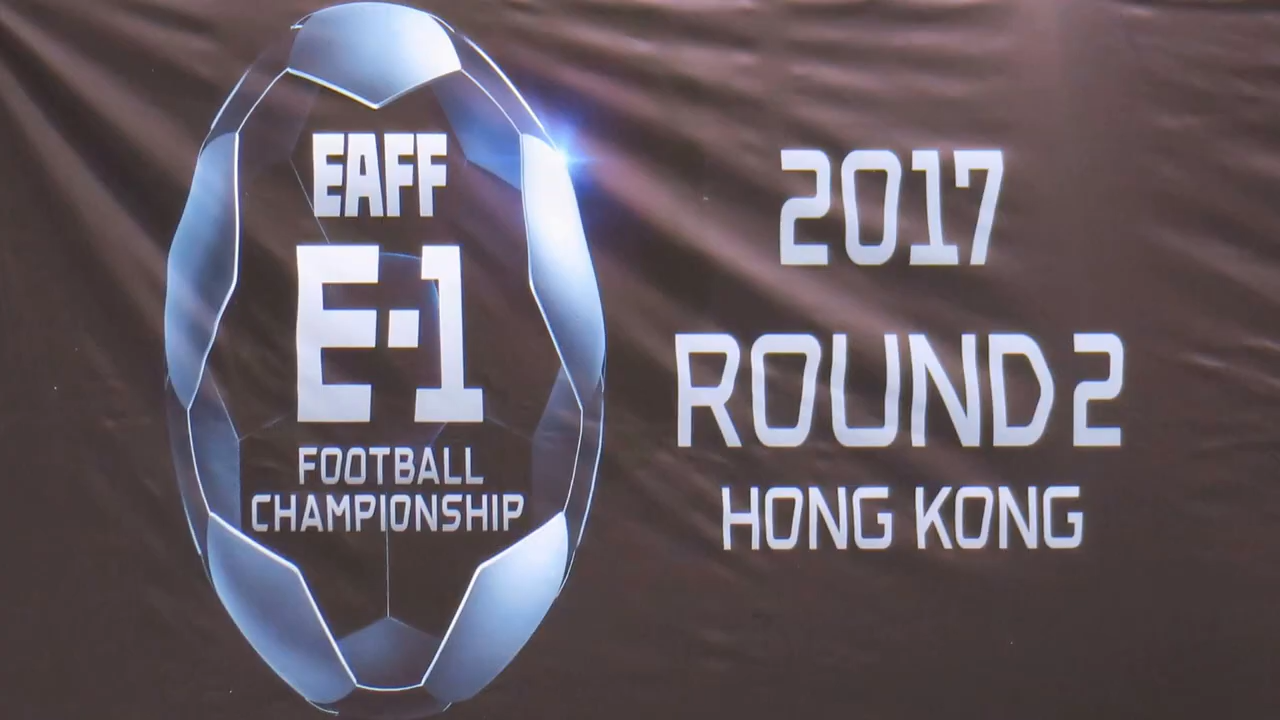 EAFF
E-1
FOOTBALL
CHAMPIONSHIP
2017
ROUND 2
HONG KONG